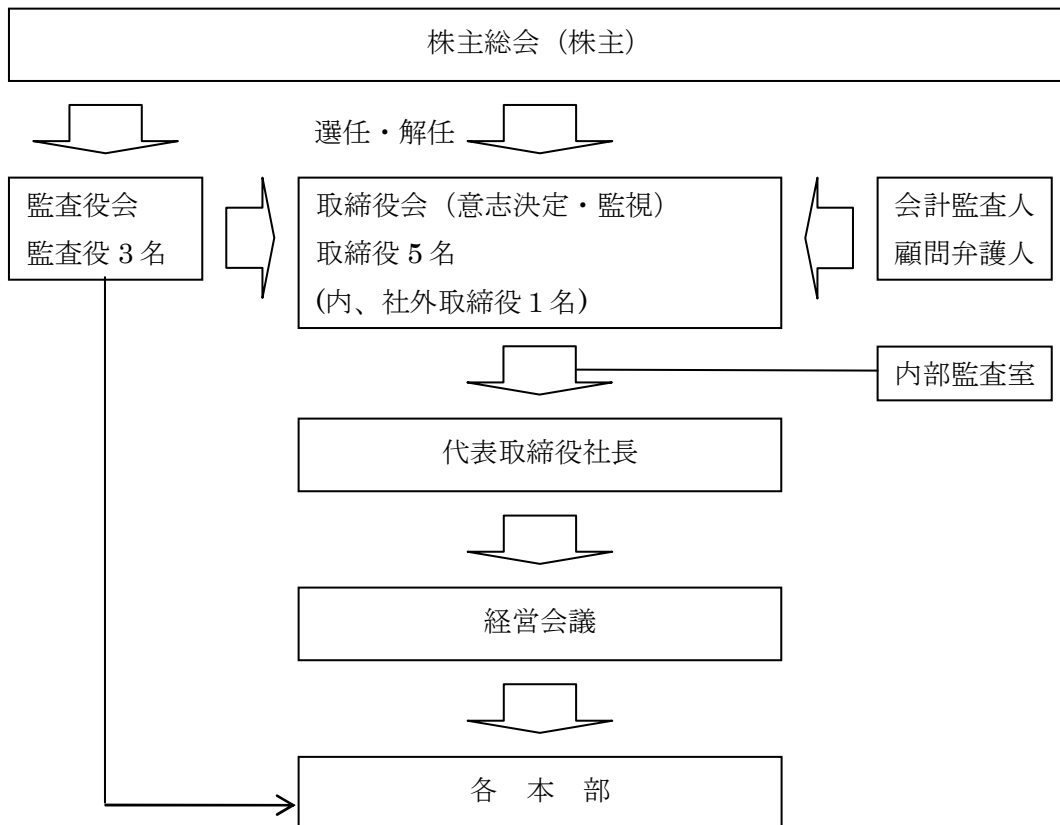 株主総会（株主）
選任・解任
監査役会
監査役 3 名
取締役会（意志決定・監視）
取締役 5 名
(内、社外取締役 1 名)
会計監査人
顧問弁護人
内部監査室
代表取締役社長
経営会議
各　本　部